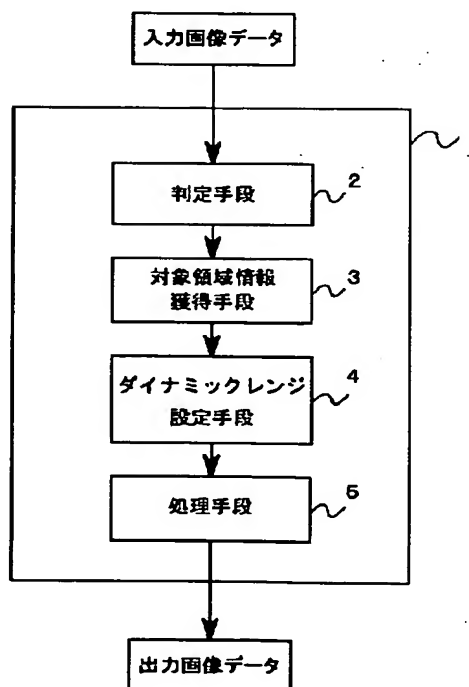 入力画像データ
判定手段
2
対象領域情報
獲得手段
3
ダイナミックレンジ
設定手段
4
処理手段
5
出力画像データ